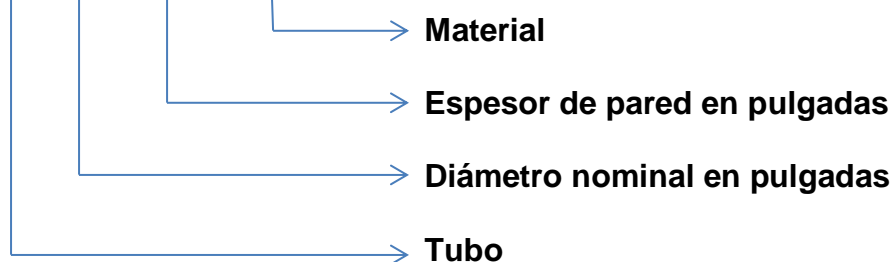 Material
Espesor de pared en pulgadas
Diámetro nominal en pulgadas
Tubo